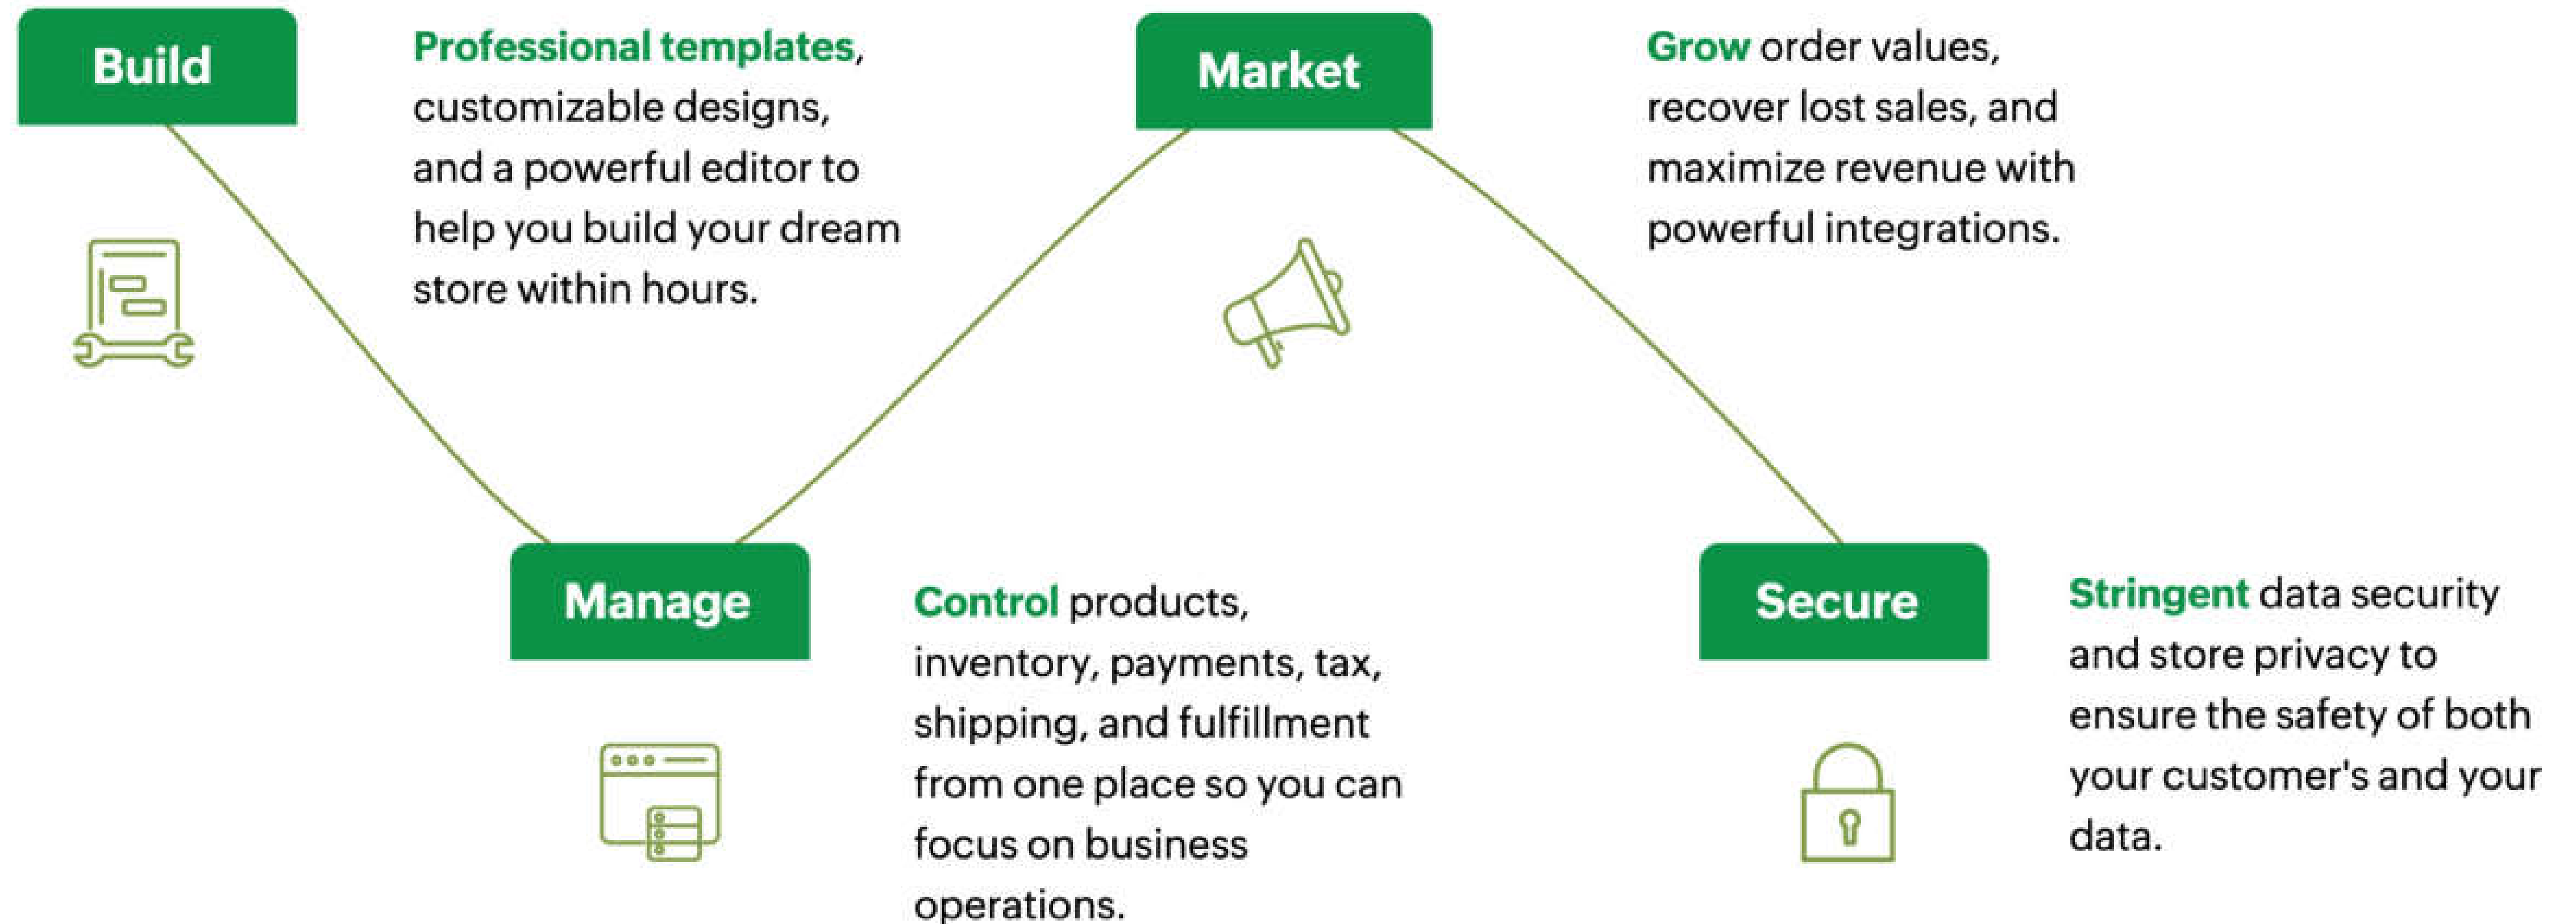 Build
Professional templates,
customizable designs,
and a powerful editor to
help you build your dream
store within hours.
Manage
Control products,
inventory, payments, tax,
shipping, and fulfillment
from one place so you can
focus on business
operations.
Market
Grow order values,
recover lost sales, and
maximize revenue with
powerful integrations.
Secure
Stringent data security
and store privacy to
ensure the safety of both
your customer's and your
data.